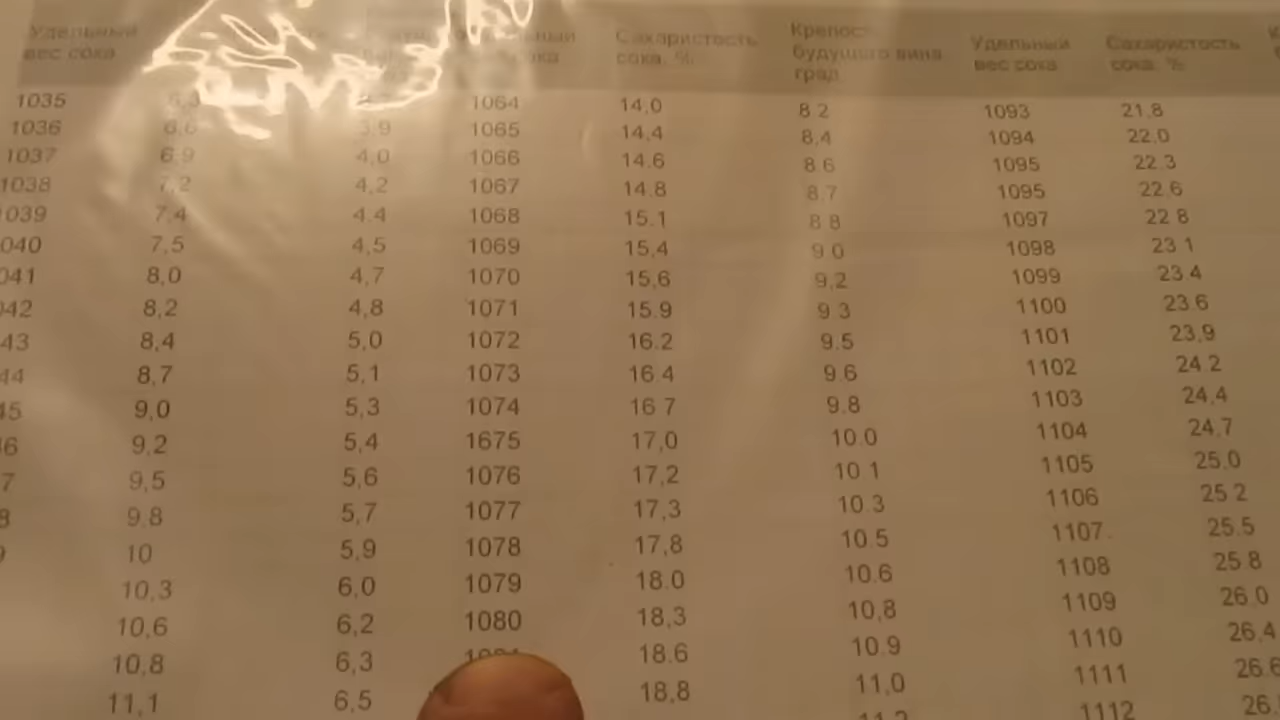 Удельный Сахаристость Крепость Удельный Сахаристость
вес сока сока, % будущего вина вес сока сока, %
град.
1035 1064 14,0 8.2 1093 21,8
1036 6,6 3,9 1065 14,4 8,4 1094 22.0
1037 6,9 4,0 1066 14.6 8.6 1095 22.3
1038 7,2 4,2 1067 14.8 8,7 1095 22.6
1039 7,4 4.4 1068 15.1 8.8 1097 22.8
040 7,5 4,5 1069 15,4 9.0 1098 23.1
041 8,0 4,7 1070 15,6 9,2 1099 23.4
042 8,2 4,8 1071 15.9 9.3 1100 23.6
43 8,4 5,0 1072 16.2 9.5 1101 23,9
44 8,7 5,1 1073 16.4 9.6 1102 24.2
45 9,0 5,3 1074 16.7 9.8 1103 24,4
46 9,2 5,4 1675 17,0 10.0 1104 24,7
7 9,5 5,6 1076 17,2 10.1 1105 25.0
8 9.8 5,7 1077 17,3 10.3 1106 25.2
9 10 5,9 1078 17,8 10.5 1107 25.5
10,3 6,0 1079 18.0 10.6 1108 25.8
10,6 6,2 1080 18,3 10,8 1109 26.0
10,8 6,3 18.6 10.9 1110 26,4
11,1 6,5 18,8 11,0 1111 26.6
11.2 1112 26,